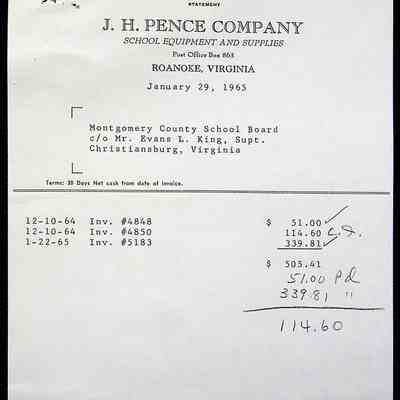 STATEMENT
J. H. PENCE COMPANY
SCHOOL EQUIPMENT AND SUPPLIES
Post Office Box 863
ROANOKE, VIRGINIA
January 29, 1965
Montgomery County School Board
c/o Mr. Evans L. King, Supt.
Christiansburg, Virginia
Terms: 30 Days Net cash from date of invoice.
12-10-64 Inv. #4848 $ 51.00 ✓
12-10-64 Inv. #4850 114.60
1-22-65 Inv. #5183 339.81 ✓
$ 505.41
51.00 Pd
339.81 "
114.60